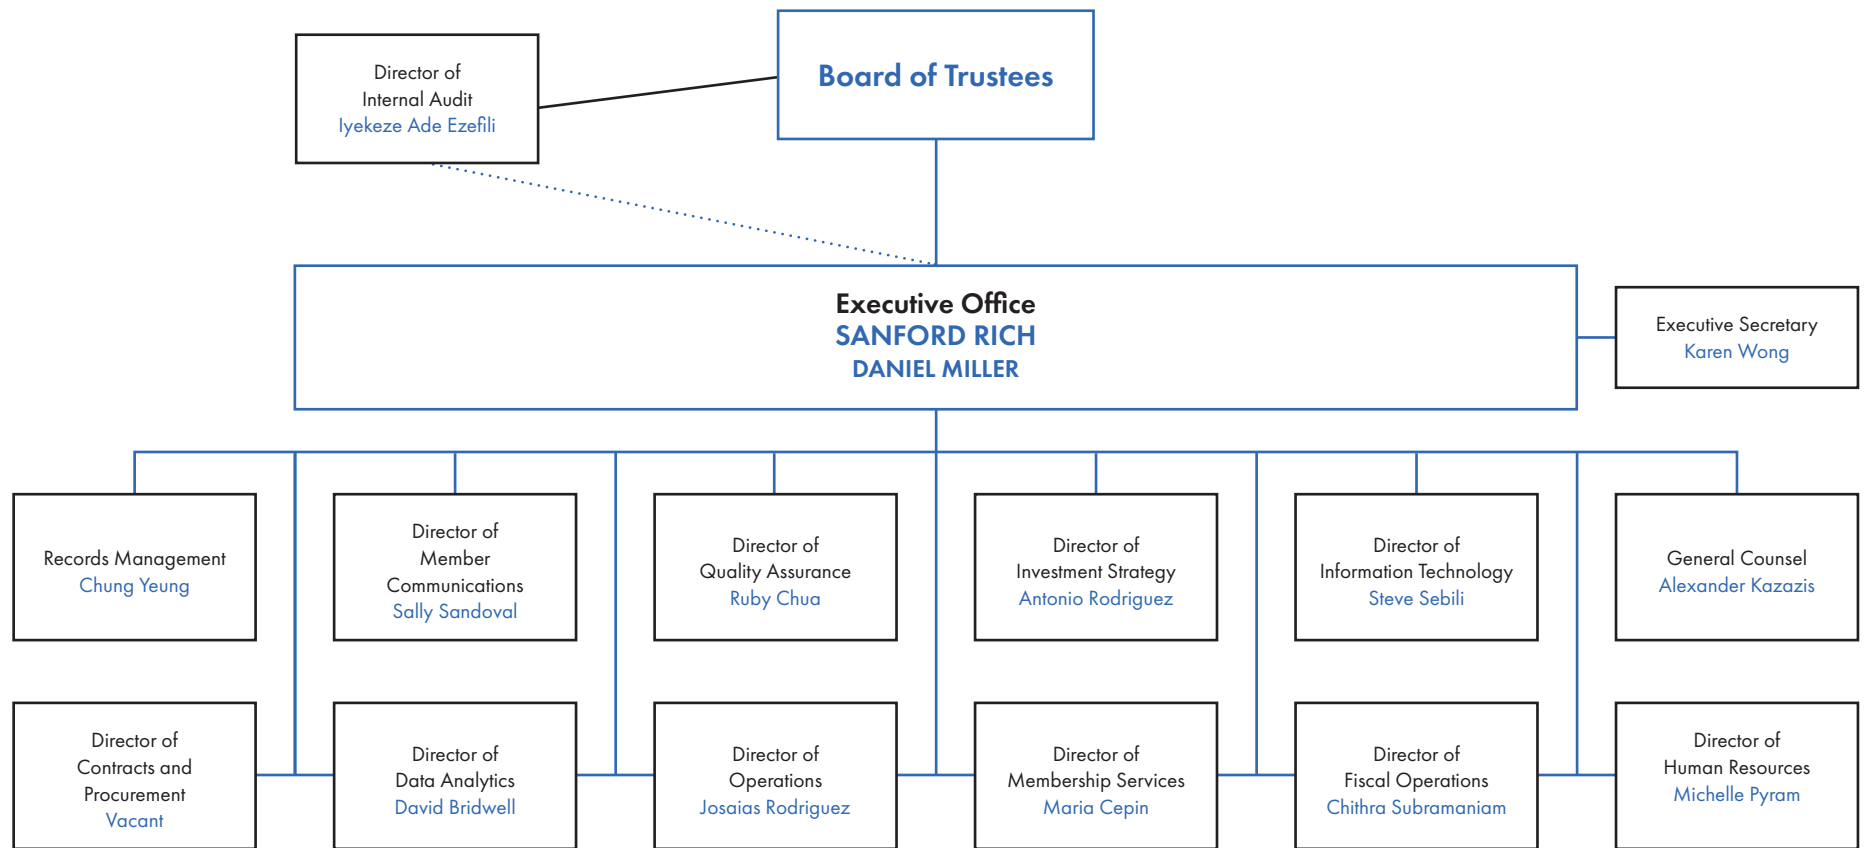 Director of
Internal Audit
Iyekeze Ade Ezefili
Board of Trustees
Executive Office
SANFORD RICH
DANIEL MILLER
Executive Secretary
Karen Wong
Records Management
Chung Yeung
Director of
Member
Communications
Sally Sandoval
Director of
Quality Assurance
Ruby Chua
Director of
Investment Strategy
Antonio Rodriguez
Director of
Information Technology
Steve Sebili
General Counsel
Alexander Kazazis
Director of
Contracts and
Procurement
Vacant
Director of
Data Analytics
David Bridwell
Director of
Operations
Josaias Rodriguez
Director of
Membership Services
Maria Cepin
Director of
Fiscal Operations
Chithra Subramaniam
Director of
Human Resources
Michelle Pyram